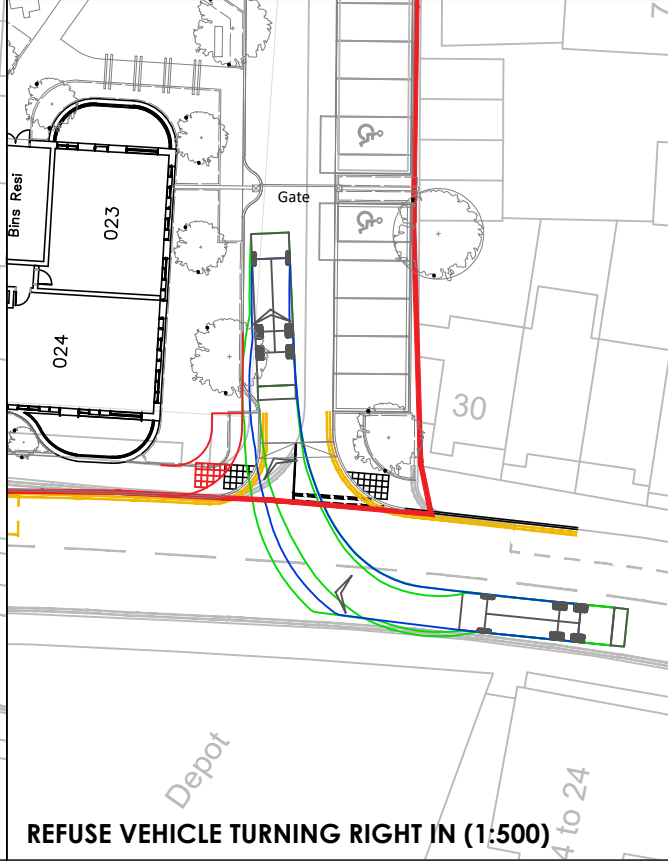 Bins Resi
023
024
Gate
30
Depot
4 to 24
REFUSE VEHICLE TURNING RIGHT IN (1:500)